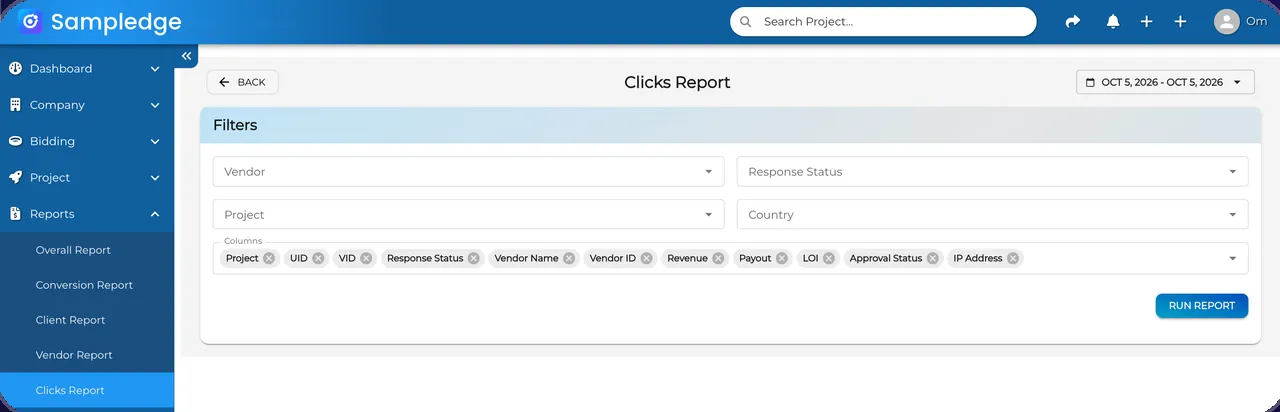 Sampledge
Search Project...
Om
Dashboard
Company
Bidding
Project
Reports
Overall Report
Conversion Report
Client Report
Vendor Report
Clicks Report
BACK
Clicks Report
OCT 5, 2026 - OCT 5, 2026
Filters
Vendor
Response Status
Project
Country
Columns
Project UID VID Response Status Vendor Name Vendor ID Revenue Payout LOI Approval Status IP Address
RUN REPORT